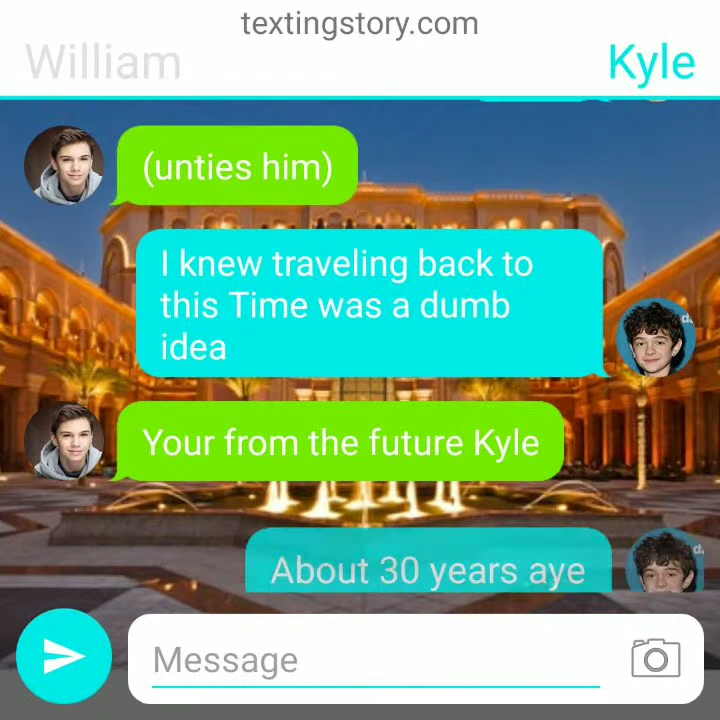 textingstory.com
William
Kyle
(unties him)
I knew traveling back to
this Time was a dumb
idea
Your from the future Kyle
About 30 years aye
Message